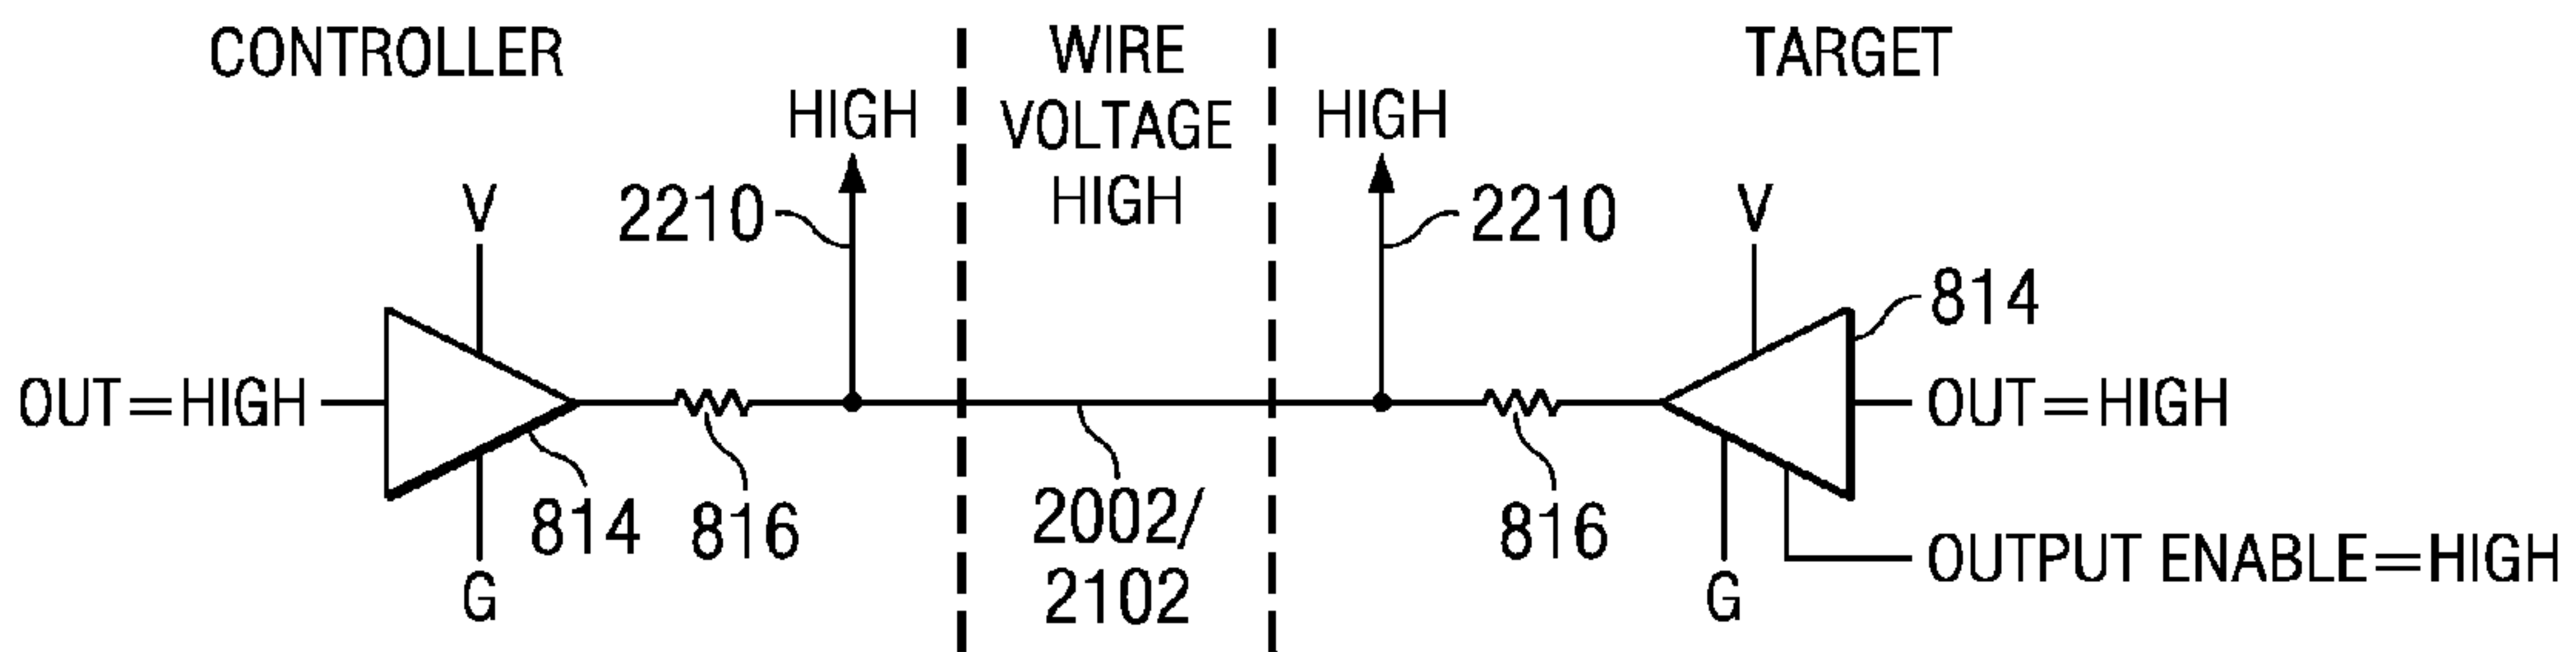 CONTROLLER
WIRE
VOLTAGE
HIGH
TARGET
HIGH
HIGH
V
2210
2210
V
814
OUT=HIGH
OUT=HIGH
814
816
2002/
2102
816
OUTPUT ENABLE=HIGH
G
G